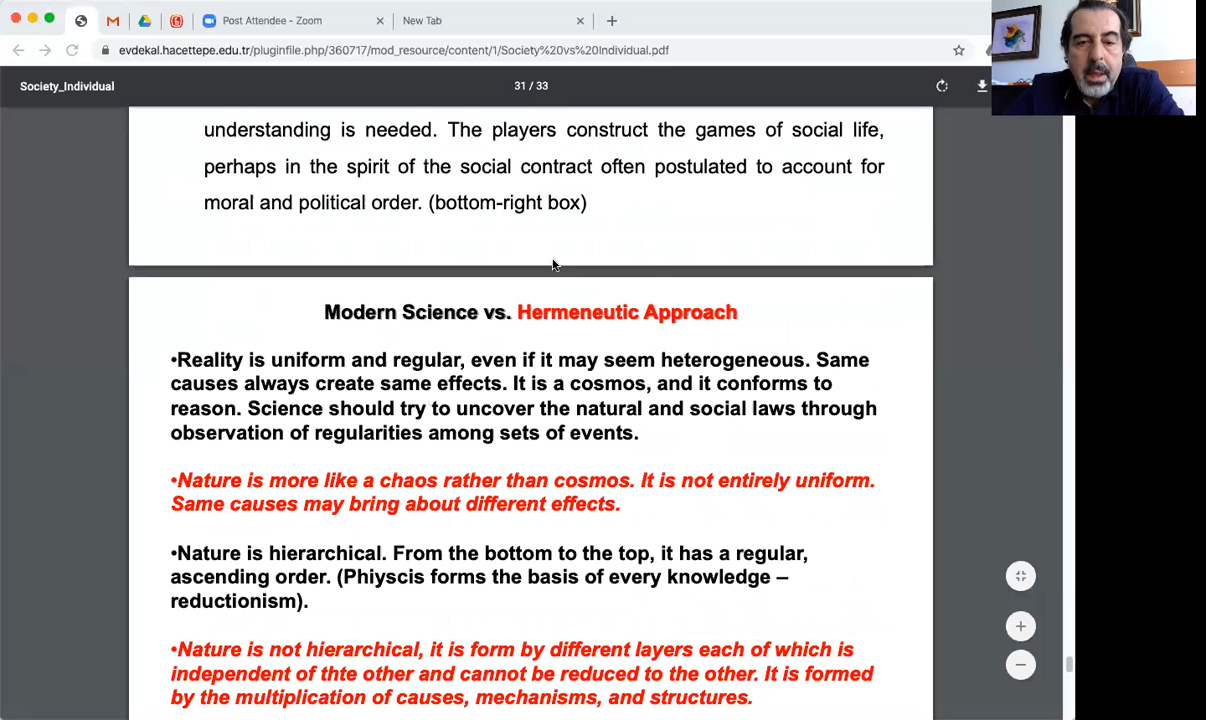 Post Attendee - Zoom
New Tab
evdekal.hacettepe.edu.tr/pluginfile.php/360717/mod_resource/content/1/Society%20vs%20Individual.pdf
Society_Individual
31 / 33
understanding is needed. The players construct the games of social life,
perhaps in the spirit of the social contract often postulated to account for
moral and political order. (bottom-right box)
Modern Science vs. Hermeneutic Approach
•Reality is uniform and regular, even if it may seem heterogeneous. Same
causes always create same effects. It is a cosmos, and it conforms to
reason. Science should try to uncover the natural and social laws through
observation of regularities among sets of events.
•Nature is more like a chaos rather than cosmos. It is not entirely uniform.
Same causes may bring about different effects.
•Nature is hierarchical. From the bottom to the top, it has a regular,
ascending order. (Phiyscis forms the basis of every knowledge –
reductionism).
•Nature is not hierarchical, it is form by different layers each of which is
independent of thte other and cannot be reduced to the other. It is formed
by the multiplication of causes, mechanisms, and structures.